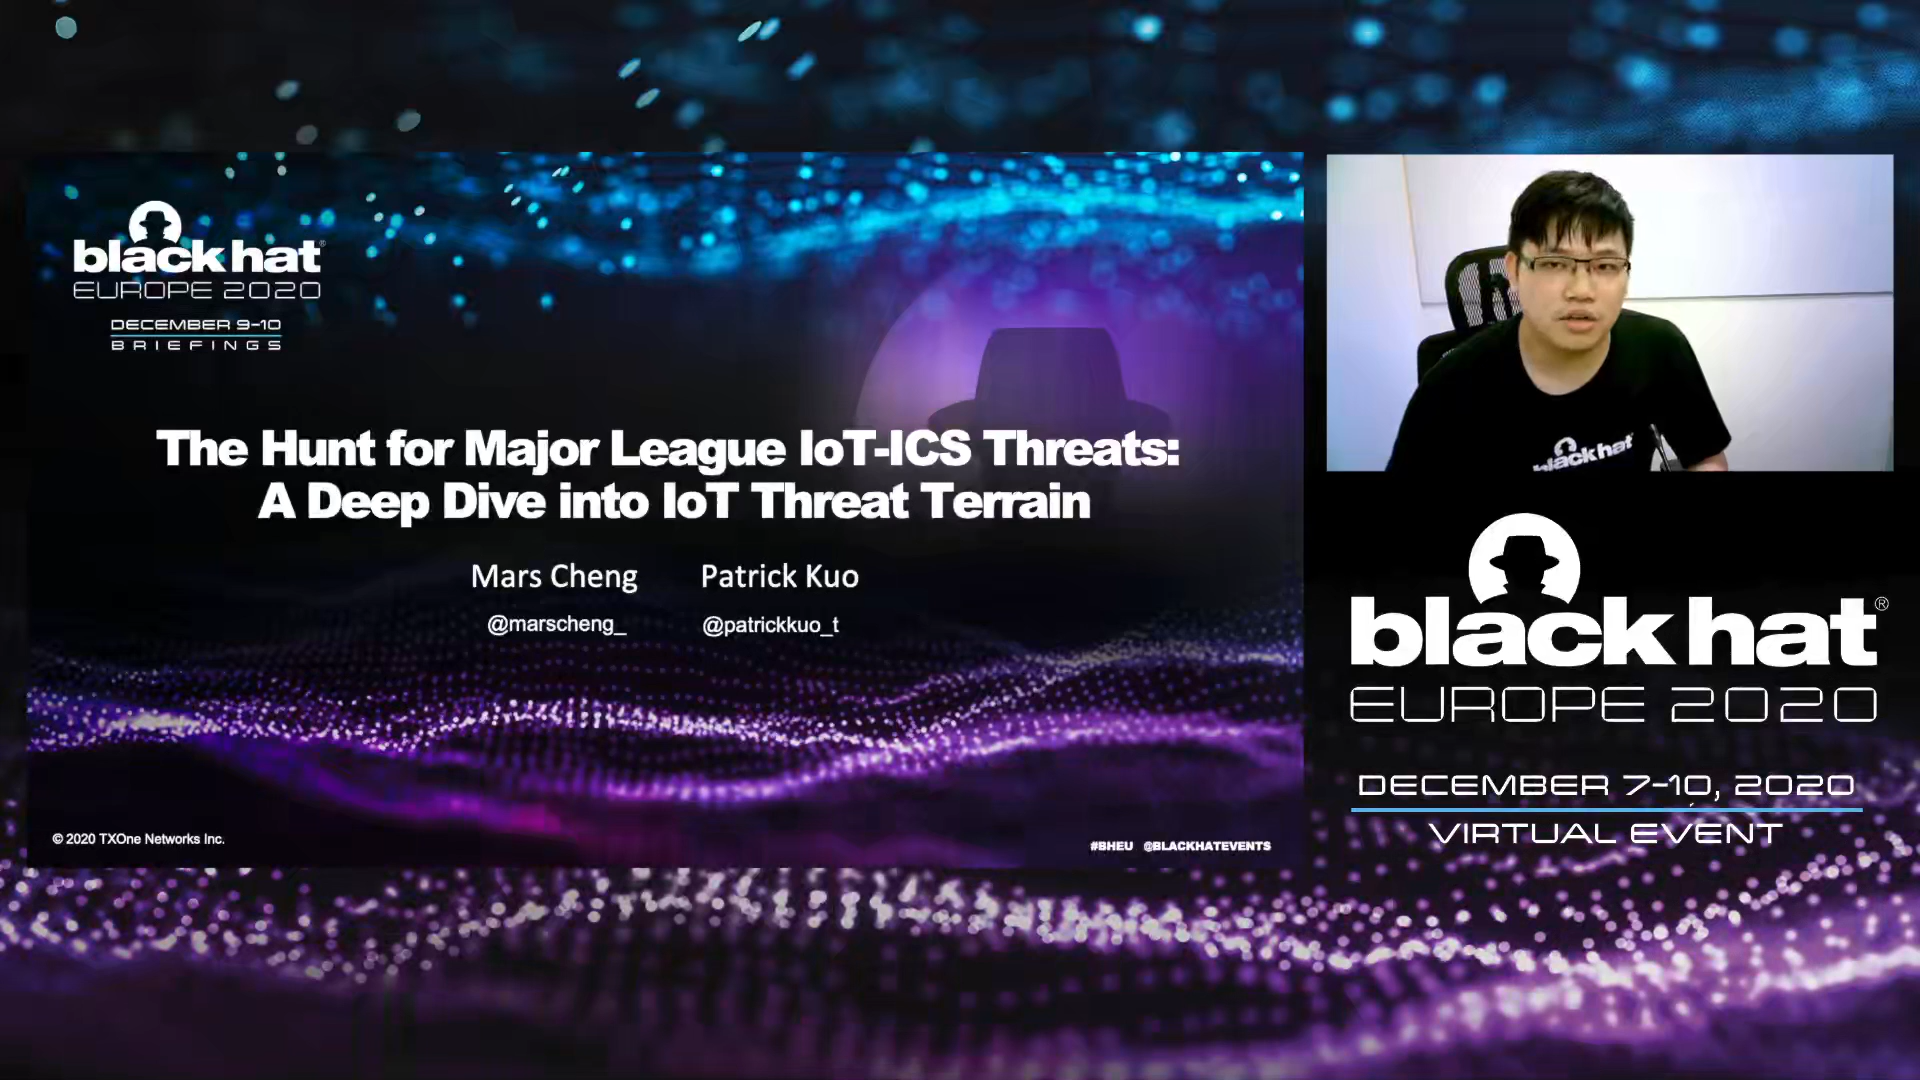 black hat®
EUROPE 2020
DECEMBER 9-10
BRIEFINGS
The Hunt for Major League IoT-ICS Threats:
A Deep Dive into IoT Threat Terrain
Mars Cheng Patrick Kuo
@marscheng_ @patrickkuo_t
© 2020 TXOne Networks Inc.
#BHEU @BLACKHATEVENTS
black hat
black hat®
EUROPE 2020
DECEMBER 7-10, 2020
VIRTUAL EVENT